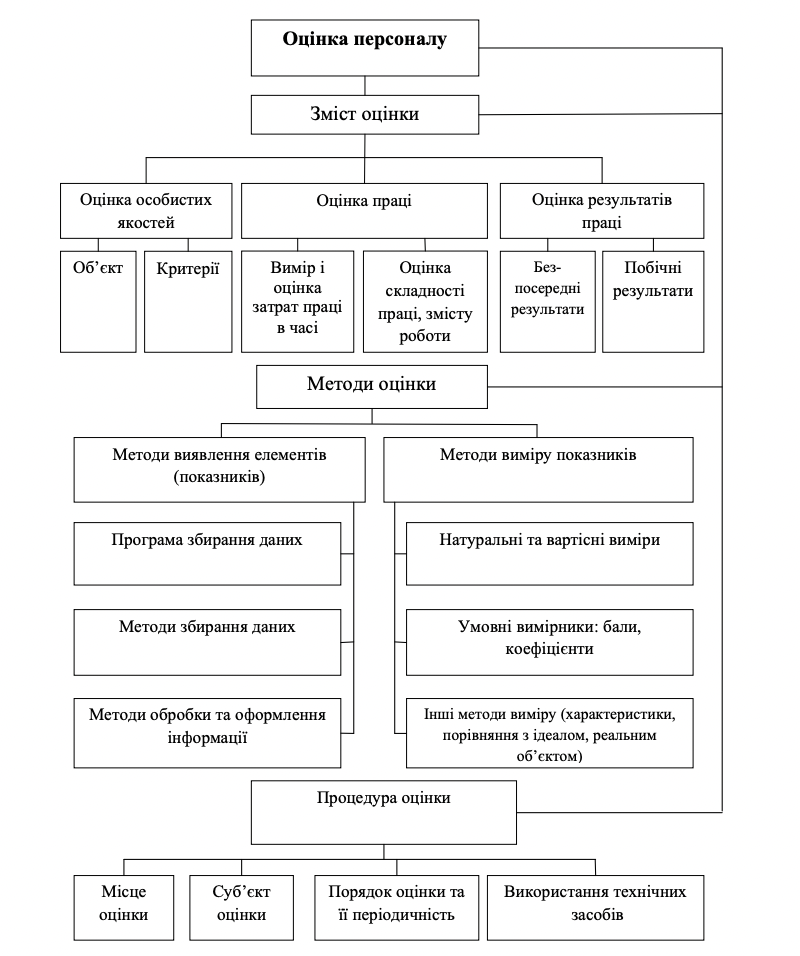 Оцінка персоналу
Зміст оцінки
Оцінка особистих
якостей
Оцінка праці
Оцінка результатів
праці
Об’єкт
Критерії
Вимір і
оцінка
затрат праці
в часі
Оцінка
складності
праці, змісту
роботи
Без-
посередні
результати
Побічні
результати
Методи оцінки
Методи виявлення елементів
(показників)
Методи виміру показників
Програма збирання даних
Натуральні та вартісні виміри
Методи збирання даних
Умовні вимірники: бали,
коефіцієнти
Методи обробки та оформлення
інформації
Інші методи виміру (характеристики,
порівняння з ідеалом, реальним
об’єктом)
Процедура оцінки
Місце
оцінки
Суб’єкт
оцінки
Порядок оцінки та
її періодичність
Використання технічних
засобів